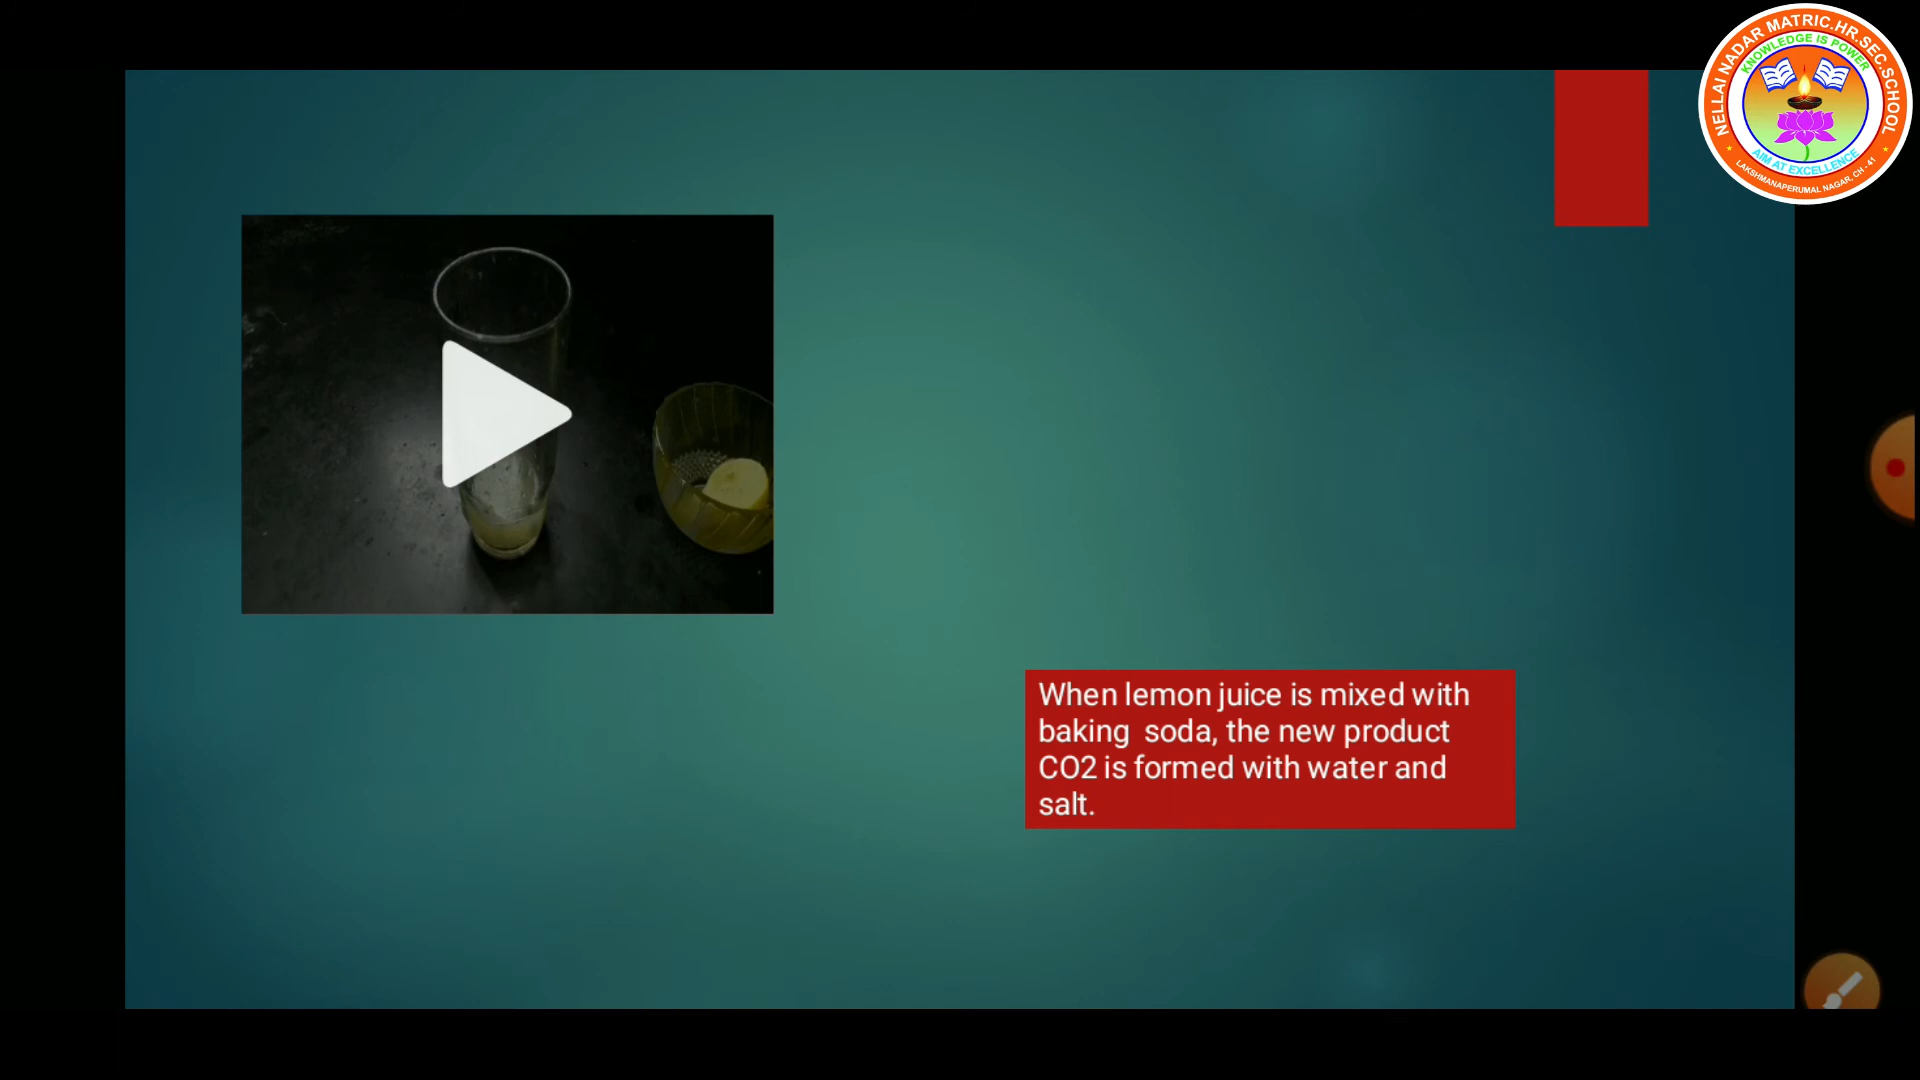 NELLAI NADAR MATRIC.HR.SEC.SCHOOL
KNOWLEDGE IS POWER
AIM AT EXCELLENCE
LAKSHMANAPERUMAL NAGAR, CH - 41
When lemon juice is mixed with
baking  soda, the new product
CO2 is formed with water and
salt.